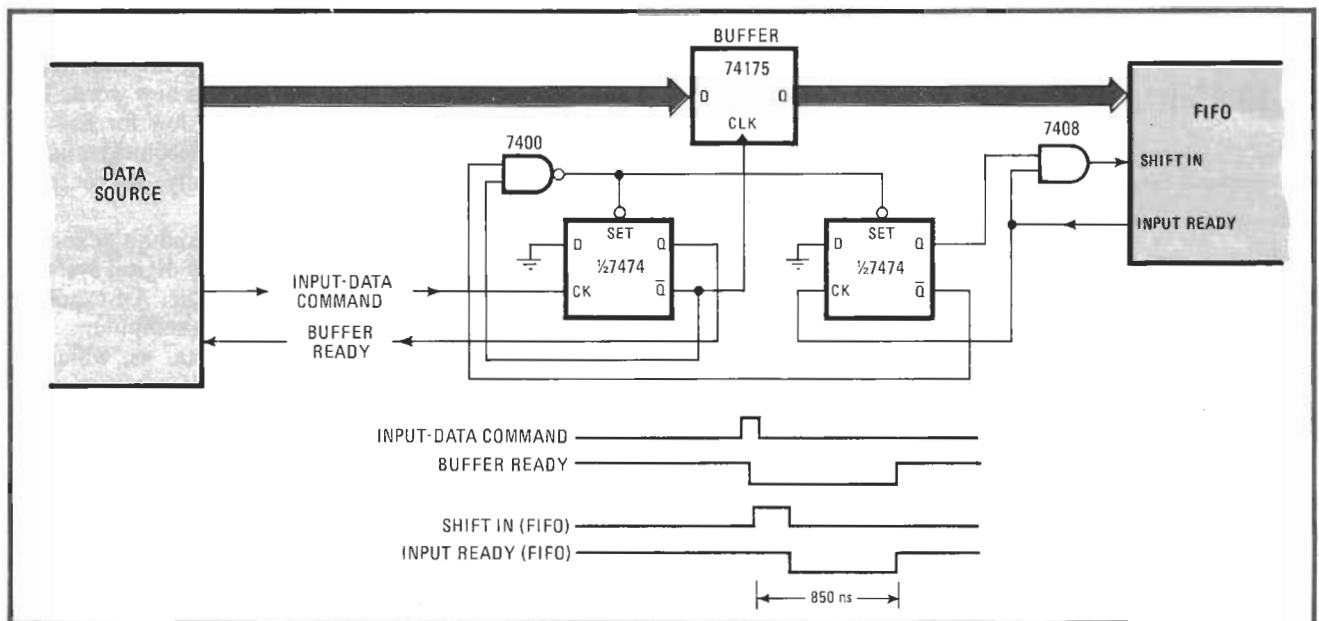 BUFFER
74175
D Q
CLK
DATA
SOURCE
7400
7408
FIFO
SHIFT IN
INPUT READY
SET
D Q
½7474
CK Q̅
SET
D Q
½7474
CK Q̅
INPUT-DATA
COMMAND
BUFFER
READY
INPUT-DATA COMMAND
BUFFER READY
SHIFT IN (FIFO)
INPUT READY (FIFO)
850 ns